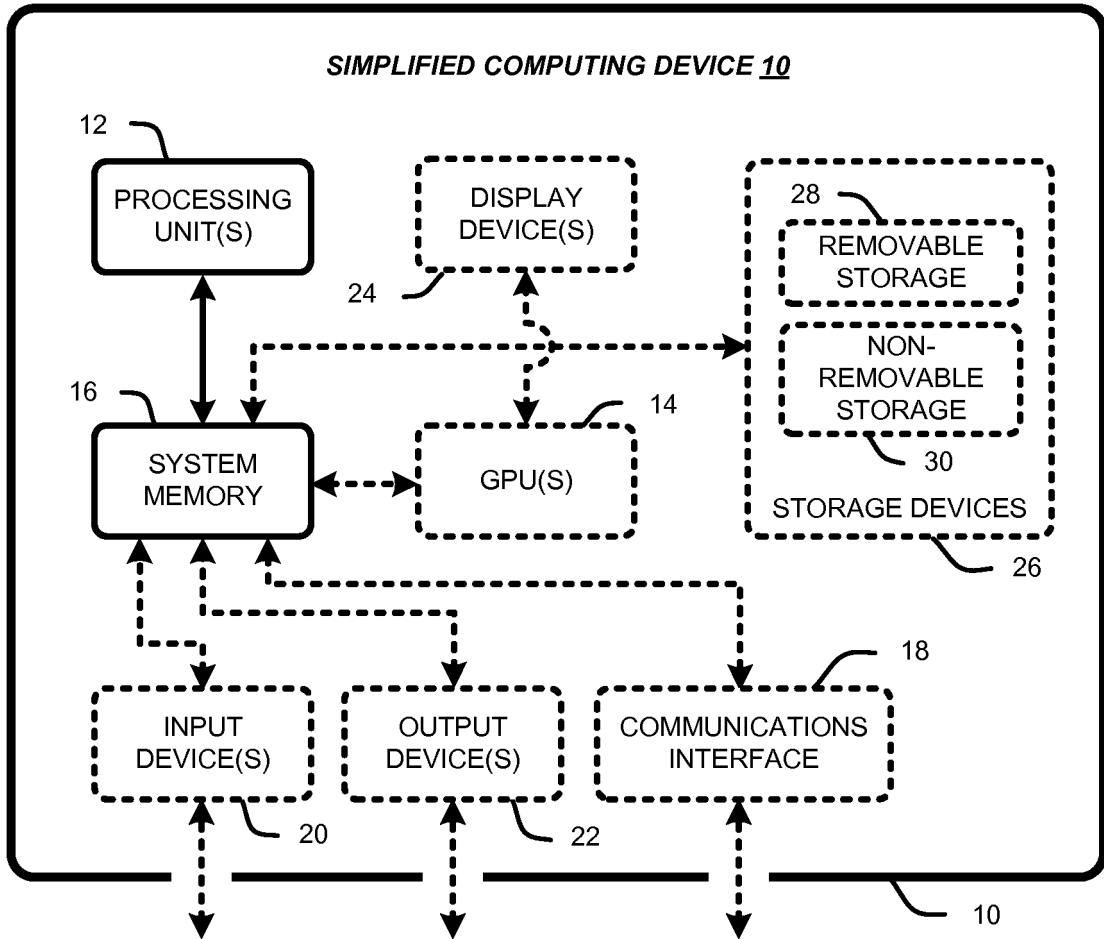 SIMPLIFIED COMPUTING DEVICE 10
12
PROCESSING
UNIT(S)
DISPLAY
DEVICE(S)
24
28
REMOVABLE
STORAGE
NON-
REMOVABLE
STORAGE
30
STORAGE DEVICES
26
16
SYSTEM
MEMORY
14
GPU(S)
18
INPUT
DEVICE(S)
20
OUTPUT
DEVICE(S)
22
COMMUNICATIONS
INTERFACE
10